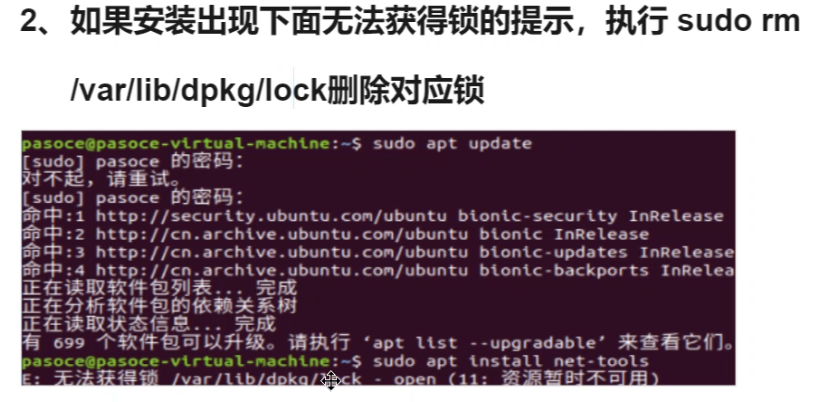 2、如果安装出现下面无法获得锁的提示，执行 sudo rm
/var/lib/dpkg/lock删除对应锁
pasoce@pasoce-virtual-machine:~$ sudo apt update
[sudo] pasoce 的密码：
对不起，请重试。
[sudo] pasoce 的密码：
命中:1 http://security.ubuntu.com/ubuntu bionic-security InRelease
命中:2 http://cn.archive.ubuntu.com/ubuntu bionic InRelease
命中:3 http://cn.archive.ubuntu.com/ubuntu bionic-updates InRelease
命中:4 http://cn.archive.ubuntu.com/ubuntu bionic-backports InRelea
正在读取软件包列表... 完成
正在分析软件包的依赖关系树
正在读取状态信息... 完成
有 699 个软件包可以升级。请执行 ‘apt list --upgradable’ 来查看它们。
pasoce@pasoce-virtual-machine:~$ sudo apt install net-tools
E: 无法获得锁 /var/lib/dpkg/lock - open (11: 资源暂时不可用)